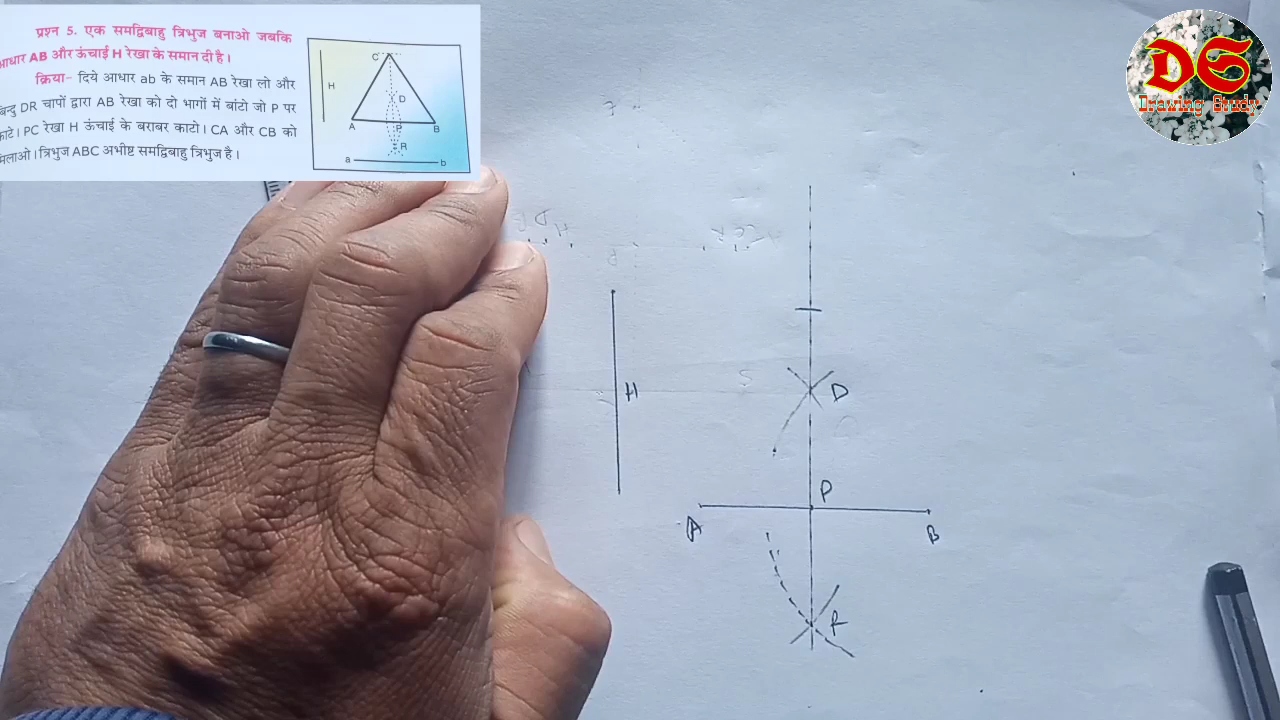 प्रश्न 5. एक समद्विबाहु त्रिभुज बनाओ जबकि
आधार AB और ऊंचाई H रेखा के समान दी है।
क्रिया- दिये आधार ab के समान AB रेखा लो और
बिन्दु DR चापों द्वारा AB रेखा को दो भागों में बांटो जो P पर
काटे। PC रेखा H ऊंचाई के बराबर काटो। CA और CB को
मिलाओ। त्रिभुज ABC अभीष्ट समद्विबाहु त्रिभुज है।
C
H
D
A
P
B
R
a
b
DS
Drawing Study
H
D
P
A
B
R